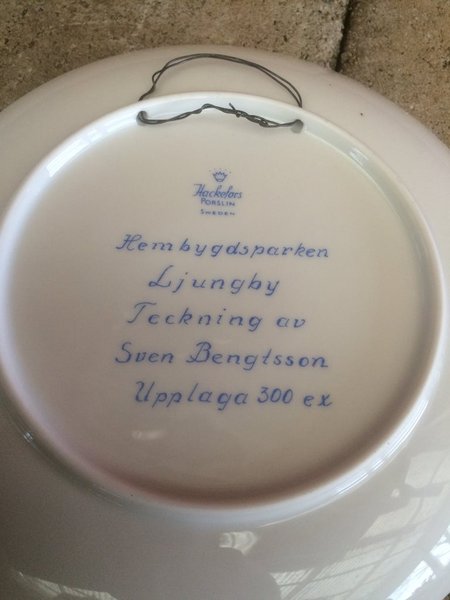 Hackefors
PORSLIN
SWEDEN
Hembygdsparken
Ljungby
Teckning av
Sven Bengtsson
Upplaga 300 ex